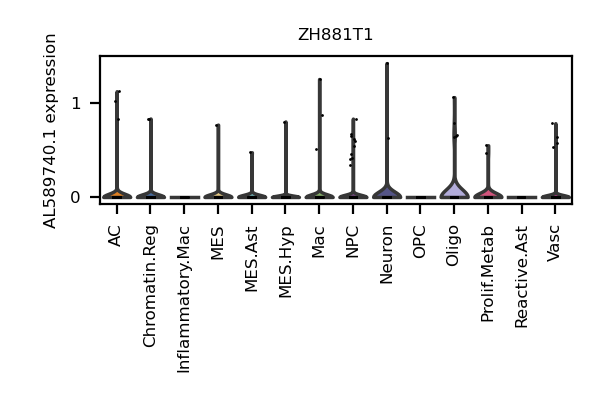 ZH881T1
AL589740.1 expression
1
0
AC
Chromatin.Reg
Inflammatory.Mac
MES
MES.Ast
MES.Hyp
Mac
NPC
Neuron
OPC
Oligo
Prolif.Metab
Reactive.Ast
Vasc